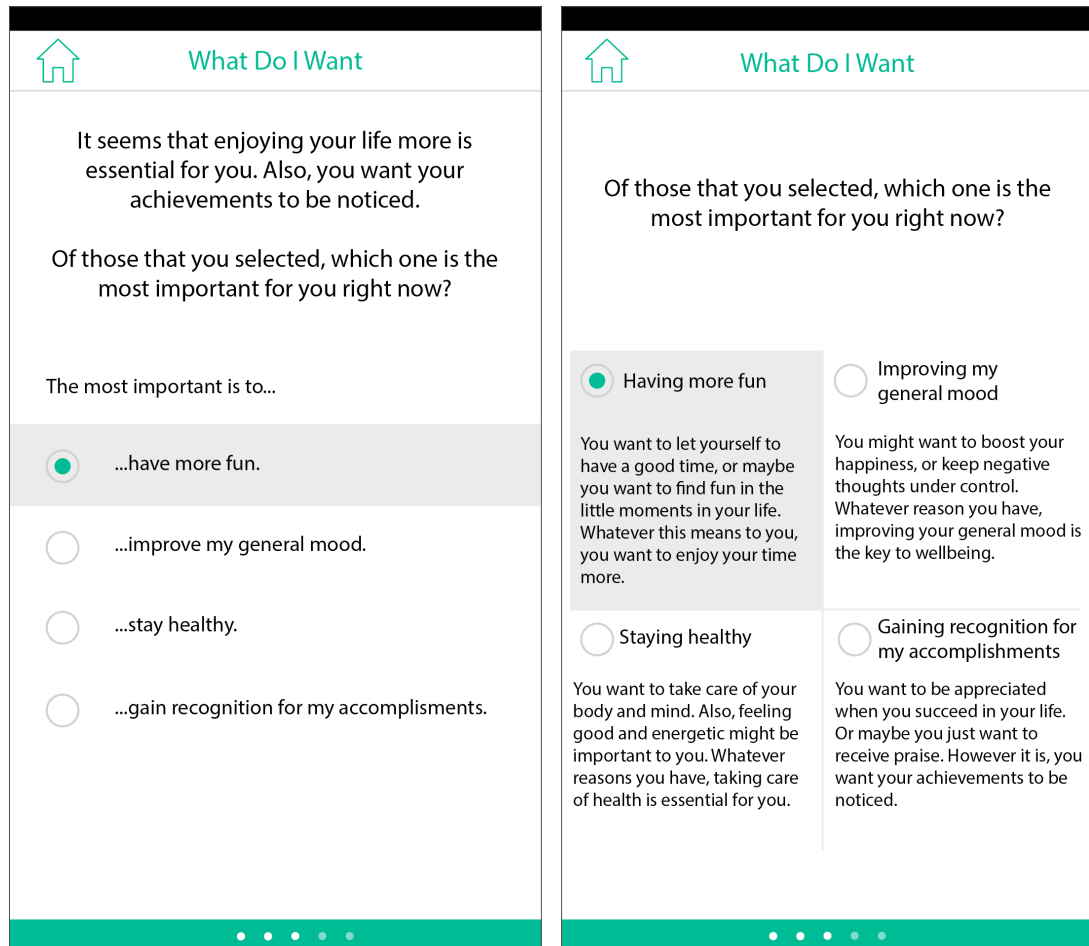 What Do I Want
It seems that enjoying your life more is
essential for you. Also, you want your
achievements to be noticed.
Of those that you selected, which one is the
most important for you right now?
The most important is to...
...have more fun.
...improve my general mood.
...stay healthy.
...gain recognition for my accomplisments.
What Do I Want
Of those that you selected, which one is the
most important for you right now?
Having more fun
You want to let yourself to
have a good time, or maybe
you want to find fun in the
little moments in your life.
Whatever this means to you,
you want to enjoy your time
more.
Improving my
general mood
You might want to boost your
happiness, or keep negative
thoughts under control.
Whatever reason you have,
improving your general mood is
the key to wellbeing.
Staying healthy
You want to take care of your
body and mind. Also, feeling
good and energetic might be
important to you. Whatever
reasons you have, taking care
of health is essential for you.
Gaining recognition for
my accomplishments
You want to be appreciated
when you succeed in your life.
Or maybe you just want to
receive praise. However it is, you
want your achievements to be
noticed.